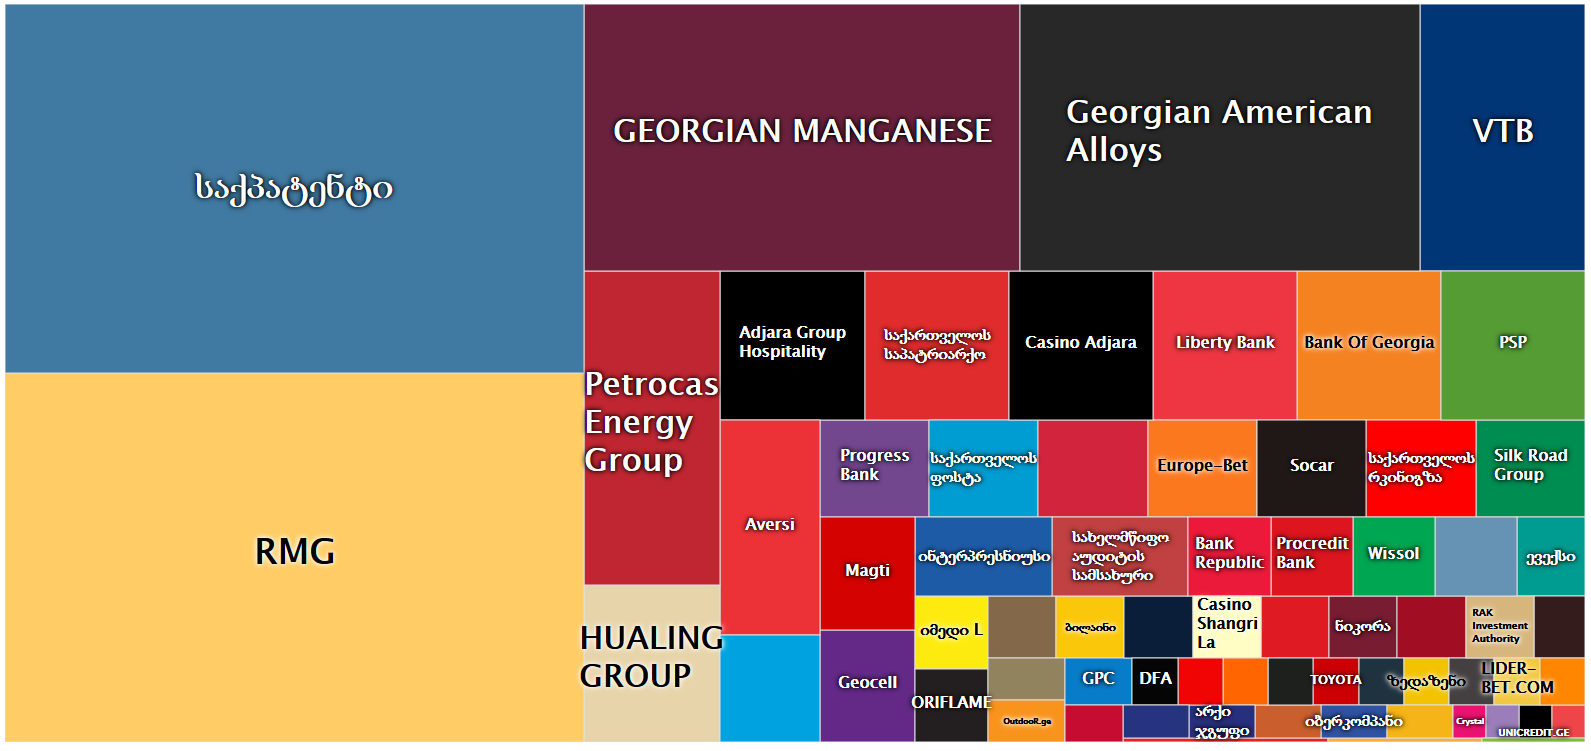 საქპატენტი
RMG
GEORGIAN MANGANESE
Georgian American
Alloys
VTB
Petrocas
Energy
Group
HUALING
GROUP
Adjara Group
Hospitality
საქართველოს
საპატრიარქო
Casino Adjara
Liberty Bank
Bank Of Georgia
PSP
Aversi
Progress
Bank
საქართველოს
ფოსტა
Europe-Bet
Socar
საქართველოს
რკინიგზა
Silk Road
Group
Magti
ინტერპრესნიუსი
სახელმწიფო
აუდიტის
სამსახური
Bank
Republic
Procredit
Bank
Wissol
ევექსი
Geocell
იმედი L
ბილაინი
Casino
Shangri
La
ნიკორა
RAK
Investment
Authority
ORIFLAME
OutdooR.ge
GPC
DFA
TOYOTA
ზედაზენი
LIDER-
BET.COM
არქი
ჯგუფი
იბერკომპანი
Crystal
UNICREDIT.GE